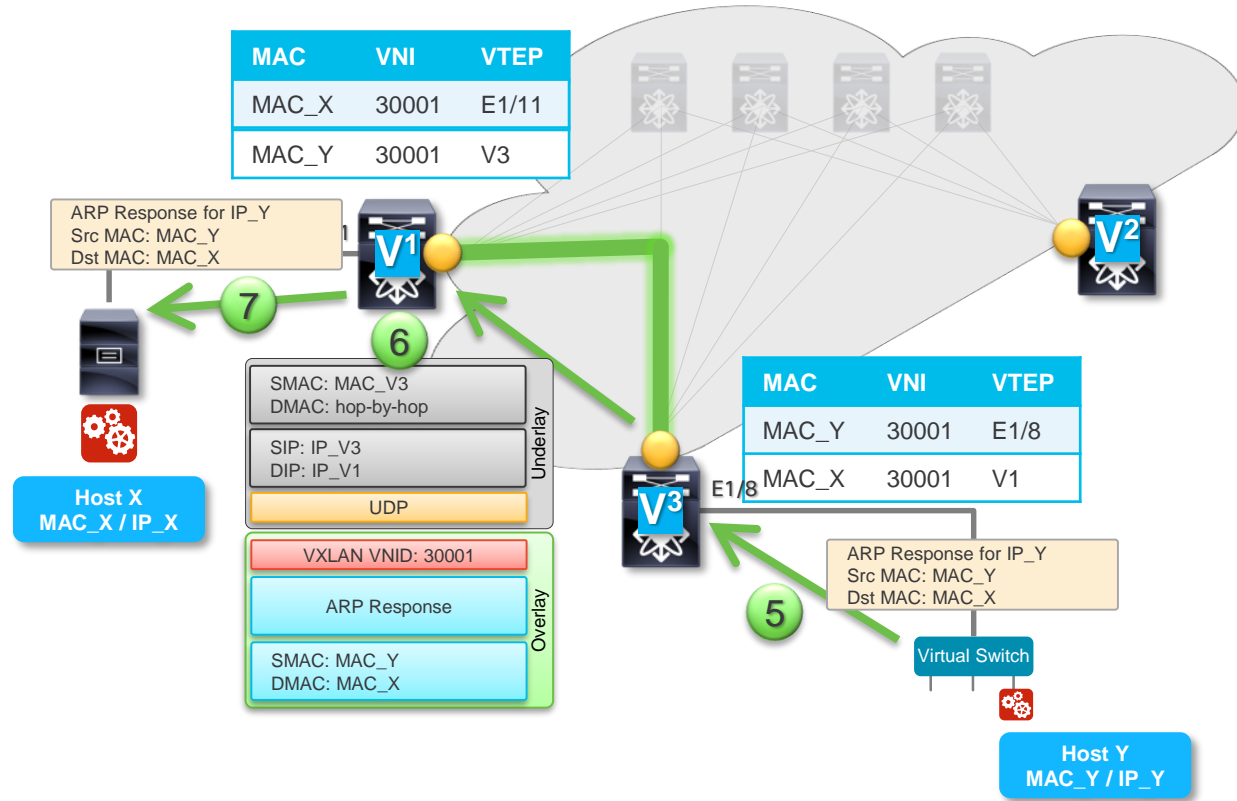 MAC VNI VTEP
MAC_X 30001 E1/11
MAC_Y 30001 V3
ARP Response for IP_Y
Src MAC: MAC_Y
Dst MAC: MAC_X
1
V1
V2
7
6
SMAC: MAC_V3
DMAC: hop-by-hop
SIP: IP_V3
DIP: IP_V1
UDP
Underlay
VXLAN VNID: 30001
ARP Response
SMAC: MAC_Y
DMAC: MAC_X
Overlay
Host X
MAC_X / IP_X
MAC VNI VTEP
MAC_Y 30001 E1/8
MAC_X 30001 V1
E1/8
V3
ARP Response for IP_Y
Src MAC: MAC_Y
Dst MAC: MAC_X
5
Virtual Switch
Host Y
MAC_Y / IP_Y